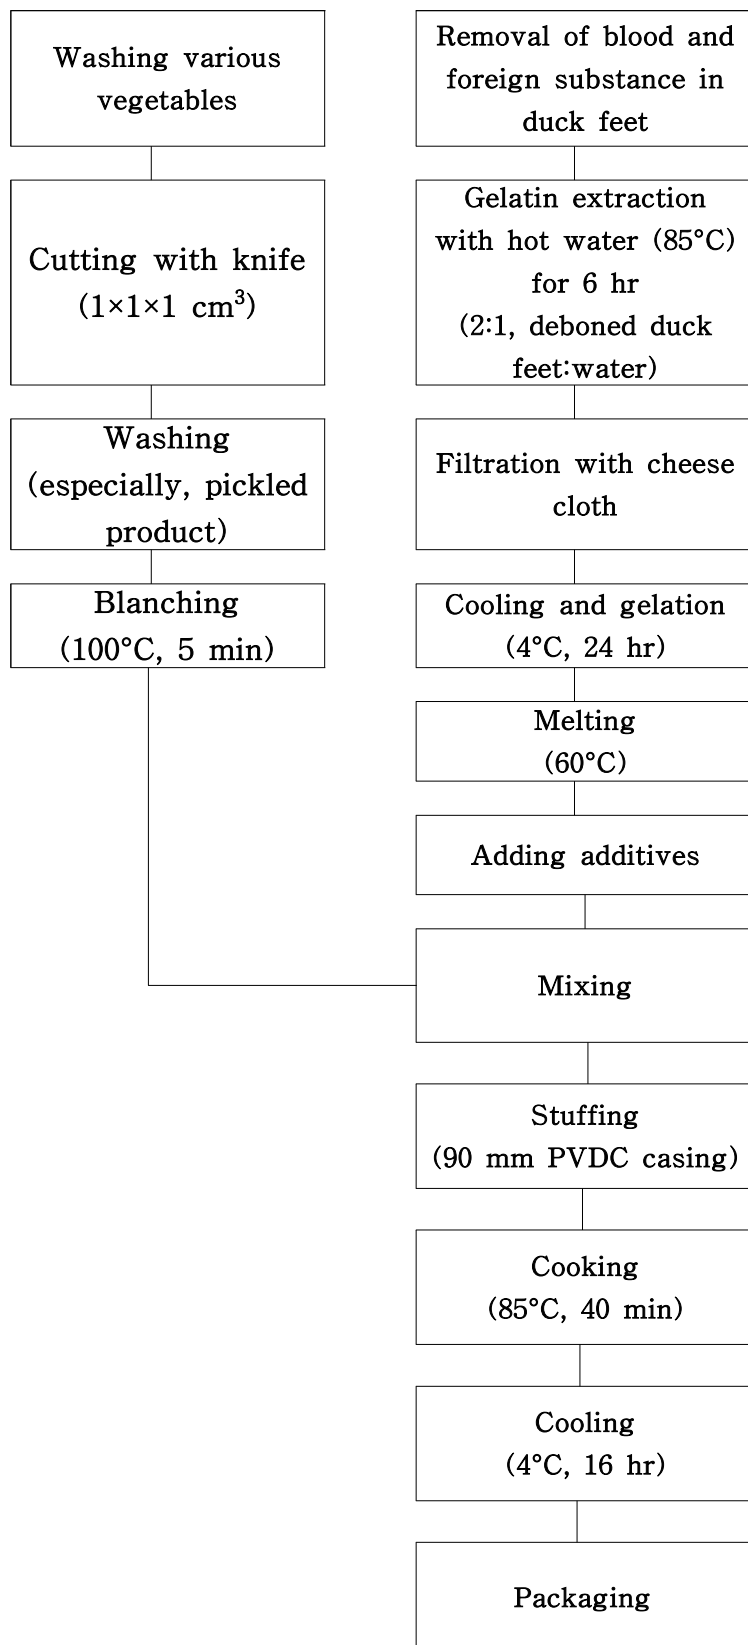 Washing various
vegetables
Cutting with knife
(1×1×1 cm³)
Washing
(especially, pickled
product)
Blanching
(100°C, 5 min)
Removal of blood and
foreign substance in
duck feet
Gelatin extraction
with hot water (85°C)
for 6 hr
(2:1, deboned duck
feet:water)
Filtration with cheese
cloth
Cooling and gelation
(4°C, 24 hr)
Melting
(60°C)
Adding additives
Mixing
Stuffing
(90 mm PVDC casing)
Cooking
(85°C, 40 min)
Cooling
(4°C, 16 hr)
Packaging